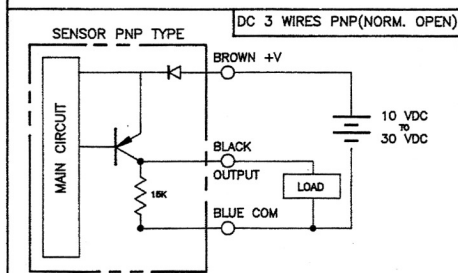 DC 3 WIRES PNP(NORM. OPEN)
SENSOR PNP TYPE
BROWN +V
MAIN CIRCUIT
10 VDC
TO
30 VDC
BLACK
OUTPUT
15K
LOAD
BLUE COM